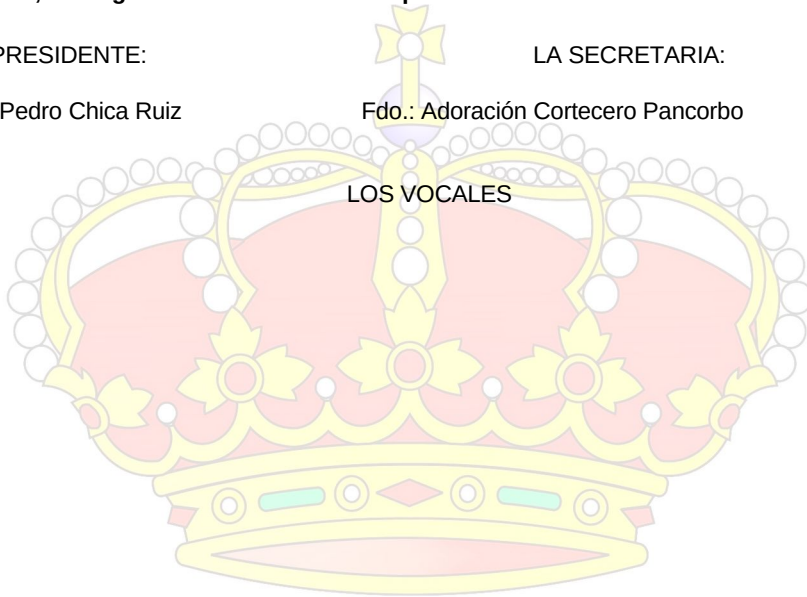 PRESIDENTE: LA SECRETARIA:
Pedro Chica Ruiz Fdo.: Adoración Cortecero Pancorbo
LOS VOCALES